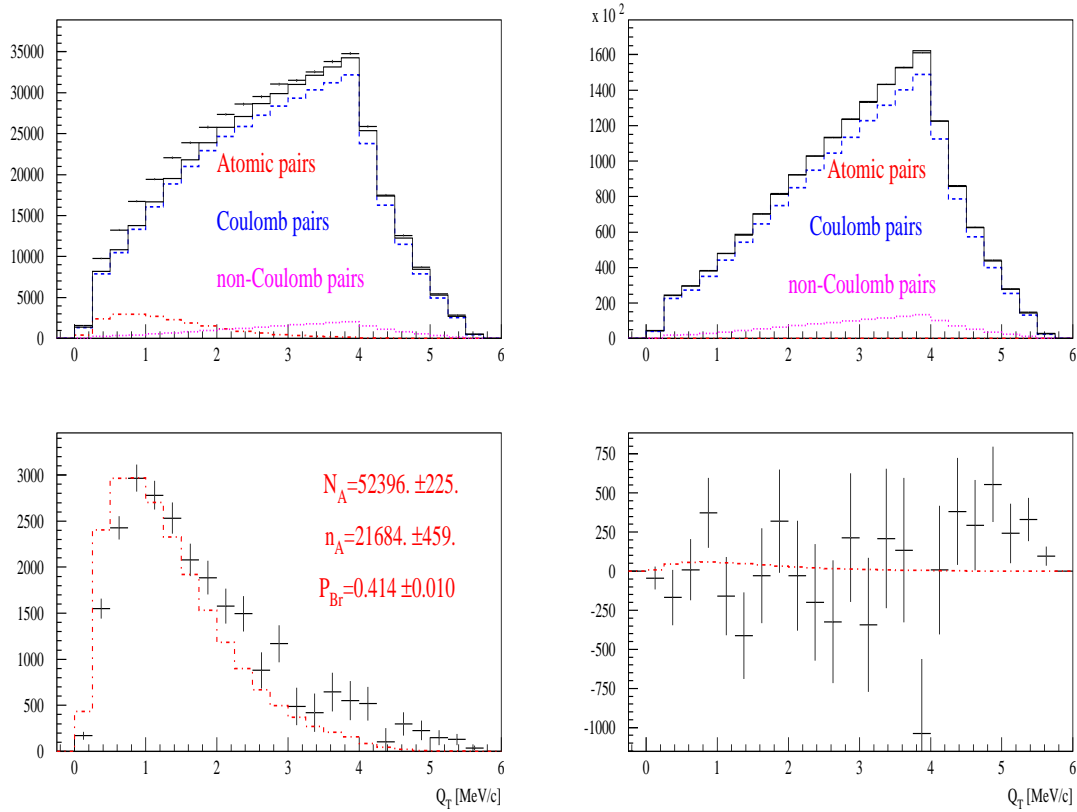 35000
30000
25000
20000
15000
10000
5000
0
Atomic pairs
Coulomb pairs
non-Coulomb pairs
0 1 2 3 4 5 6
x 10²
1600
1400
1200
1000
800
600
400
200
0
Atomic pairs
Coulomb pairs
non-Coulomb pairs
0 1 2 3 4 5 6
3000
2500
2000
1500
1000
500
0
N_A=52396. ±225.
n_A=21684. ±459.
P_Br=0.414 ±0.010
0 1 2 3 4 5 6
Q_T [MeV/c]
750
500
250
0
-250
-500
-750
-1000
0 1 2 3 4 5 6
Q_T [MeV/c]